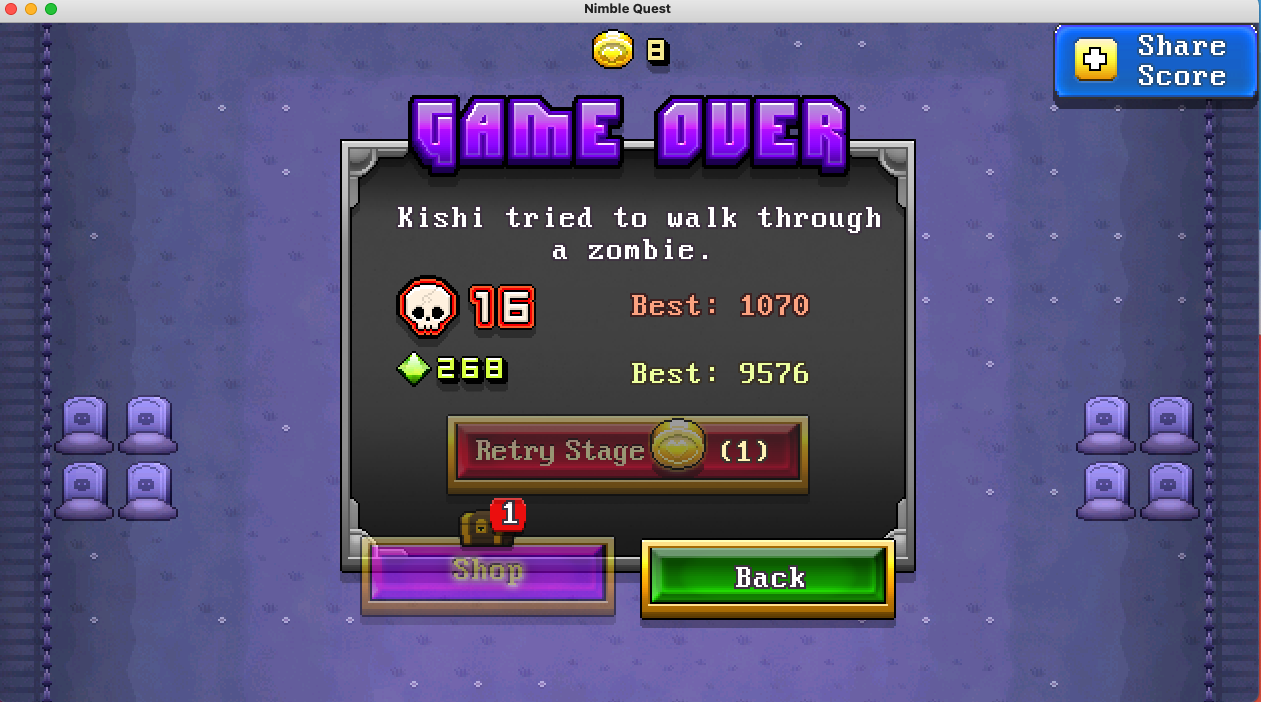 Nimble Quest
8
Share
Score
GAME OVER
Kishi tried to walk through
a zombie.
16
Best: 1070
268
Best: 9576
Retry Stage (1)
1
Shop
Back